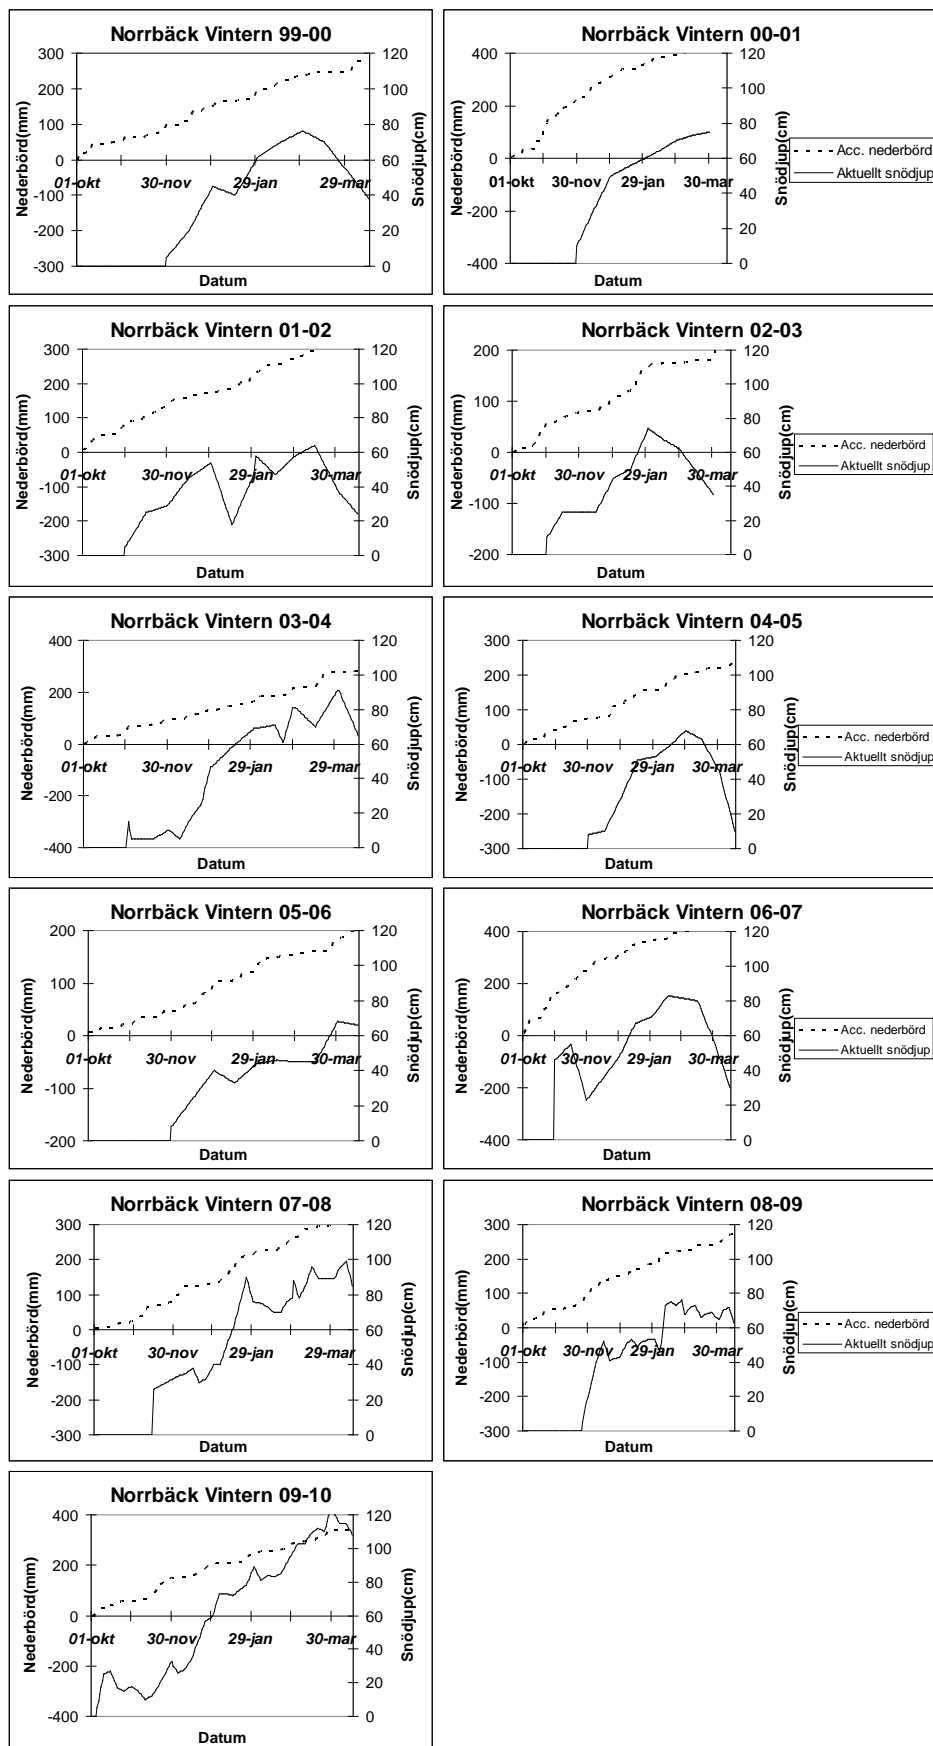 Norrbäck Vintern 99-00
Nederbörd(mm)
300
200
100
0
-100
-200
-300
01-okt
30-nov
29-jan
29-mar
120
100
80
60
40
20
0
Snödjup(cm)
Datum
Norrbäck Vintern 00-01
Nederbörd(mm)
400
300
200
100
0
-100
-200
-300
-400
01-okt
30-nov
29-jan
30-mar
120
100
80
60
40
20
0
Snödjup(cm)
Datum
Acc. nederbörd
Aktuellt snödjup
Norrbäck Vintern 01-02
Nederbörd(mm)
300
200
100
0
-100
-200
-300
01-okt
30-nov
29-jan
30-mar
120
100
80
60
40
20
0
Snödjup(cm)
Datum
Norrbäck Vintern 02-03
Nederbörd(mm)
200
100
0
-100
-200
01-okt
30-nov
29-jan
30-mar
120
100
80
60
40
20
0
Snödjup(cm)
Datum
Acc. nederbörd
Aktuellt snödjup
Norrbäck Vintern 03-04
Nederbörd(mm)
400
200
0
-200
-400
01-okt
30-nov
29-jan
29-mar
120
100
80
60
40
20
0
Snödjup(cm)
Datum
Norrbäck Vintern 04-05
Nederbörd(mm)
300
200
100
0
-100
-200
-300
01-okt
30-nov
29-jan
30-mar
120
100
80
60
40
20
0
Snödjup(cm)
Datum
Acc. nederbörd
Aktuellt snödjup
Norrbäck Vintern 05-06
Nederbörd(mm)
200
100
0
-100
-200
01-okt
30-nov
29-jan
30-mar
120
100
80
60
40
20
0
Snödjup(cm)
Datum
Norrbäck Vintern 06-07
Nederbörd(mm)
400
200
0
-200
-400
01-okt
30-nov
29-jan
30-mar
120
100
80
60
40
20
0
Snödjup(cm)
Datum
Acc. nederbörd
Aktuellt snödjup
Norrbäck Vintern 07-08
Nederbörd(mm)
300
200
100
0
-100
-200
-300
01-okt
30-nov
29-jan
29-mar
120
100
80
60
40
20
0
Snödjup(cm)
Datum
Norrbäck Vintern 08-09
Nederbörd(mm)
300
200
100
0
-100
-200
-300
01-okt
30-nov
29-jan
30-mar
120
100
80
60
40
20
0
Snödjup(cm)
Datum
Acc. nederbörd
Aktuellt snödjup
Norrbäck Vintern 09-10
Nederbörd(mm)
400
200
0
-200
-400
01-okt
30-nov
29-jan
30-mar
120
100
80
60
40
20
0
Snödjup(cm)
Datum